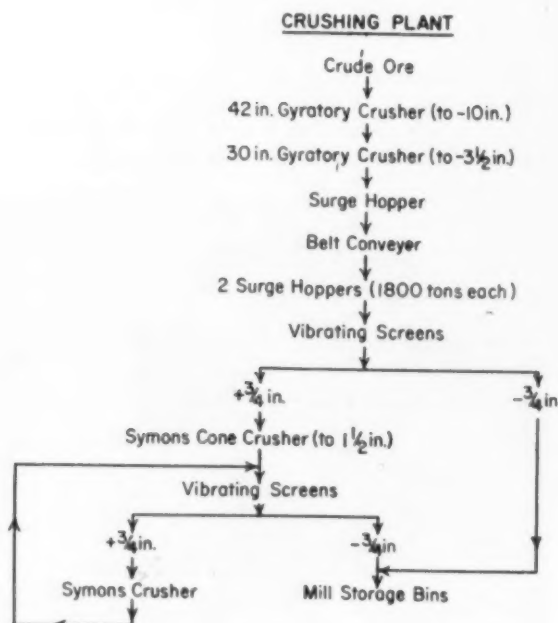 CRUSHING PLANT
Crude Ore
42 in. Gyratory Crusher (to -10 in.)
30 in. Gyratory Crusher (to -3½ in.)
Surge Hopper
Belt Conveyer
2 Surge Hoppers (1800 tons each)
Vibrating Screens
+¾ in. -¾ in
Symons Cone Crusher (to 1½ in.)
Vibrating Screens
+¾ in. -¾ in
Symons Crusher Mill Storage Bins